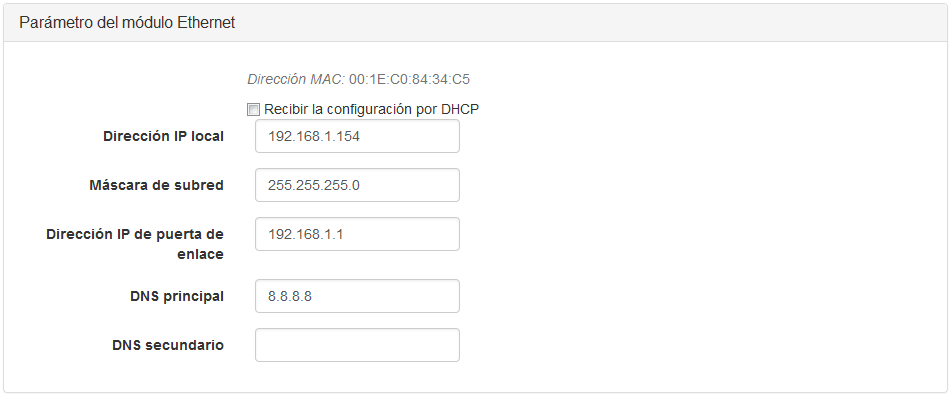 Parámetro del módulo Ethernet
Dirección MAC: 00:1E:C0:84:34:C5
Recibir la configuración por DHCP
Dirección IP local 192.168.1.154
Máscara de subred 255.255.255.0
Dirección IP de puerta de 192.168.1.1
enlace
DNS principal 8.8.8.8
DNS secundario